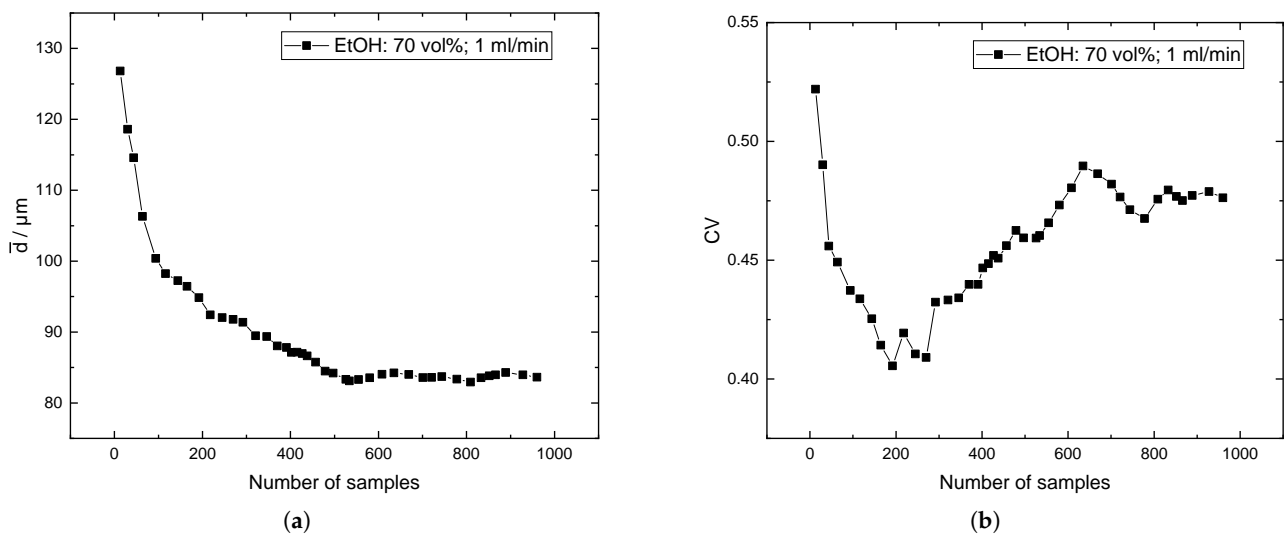 130
120
110
100
90
80
d̅ / µm
EtOH: 70 vol%; 1 ml/min
0
200
400
600
800
1000
Number of samples
(a)
0.55
0.50
0.45
0.40
CV
EtOH: 70 vol%; 1 ml/min
0
200
400
600
800
1000
Number of samples
(b)